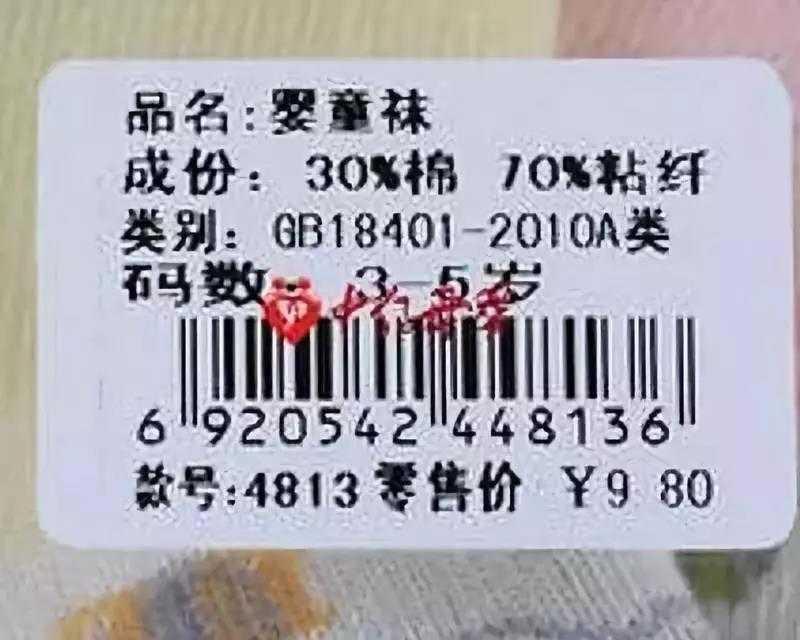 品名:婴童袜
成份: 30%棉 70%粘纤
类别: GB18401-2010A类
码数: 3-5岁
6 920542 448136
款号:4813 零售价 ¥9 80